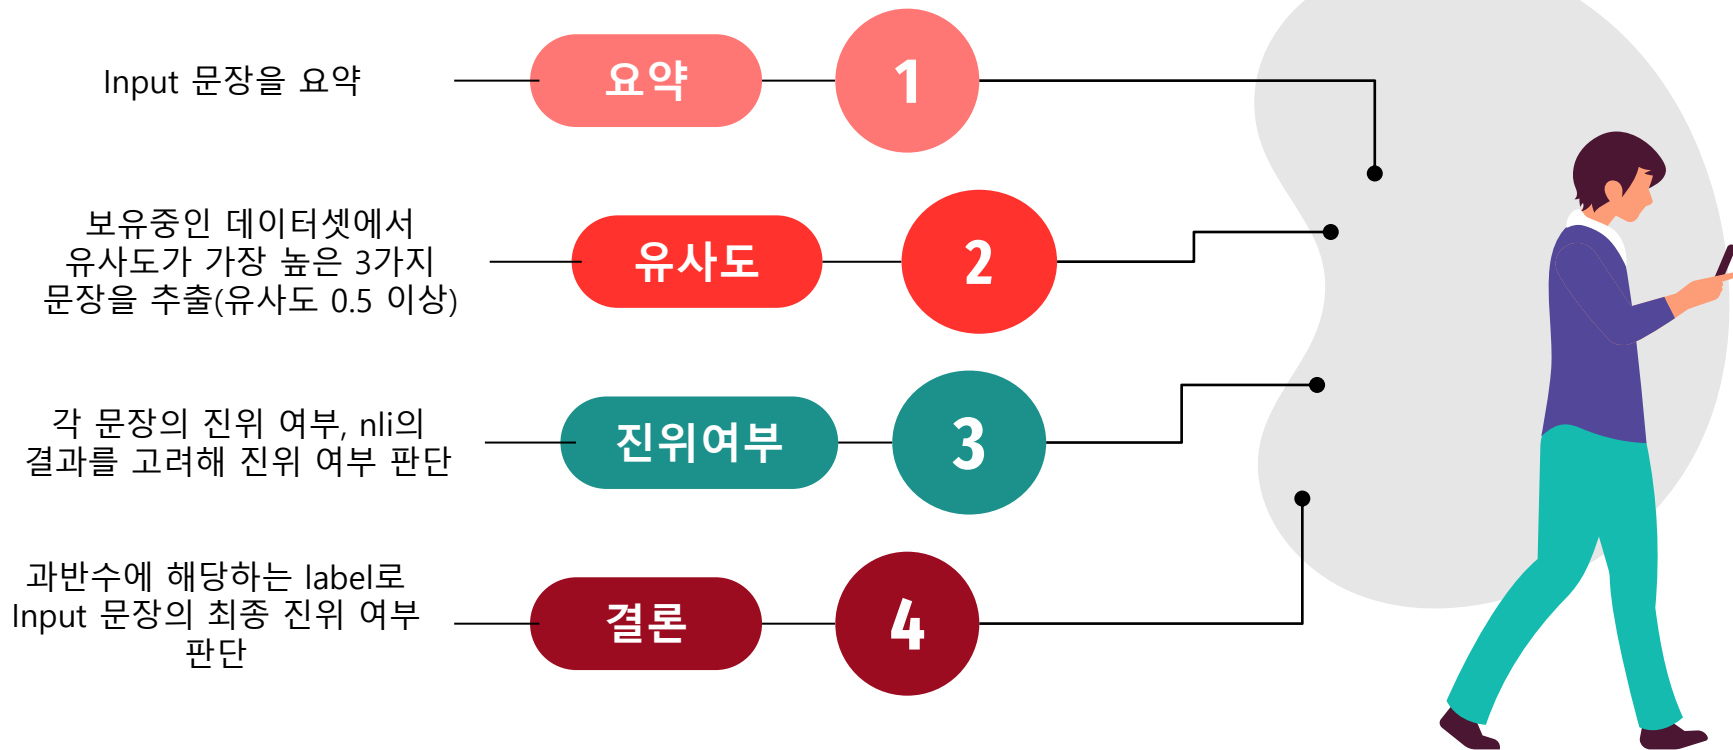 Input 문장을 요약
요약
1
보유중인 데이터셋에서
유사도가 가장 높은 3가지
문장을 추출(유사도 0.5 이상)
유사도
2
각 문장의 진위 여부, nli의
결과를 고려해 진위 여부 판단
진위여부
3
과반수에 해당하는 label로
Input 문장의 최종 진위 여부
판단
결론
4